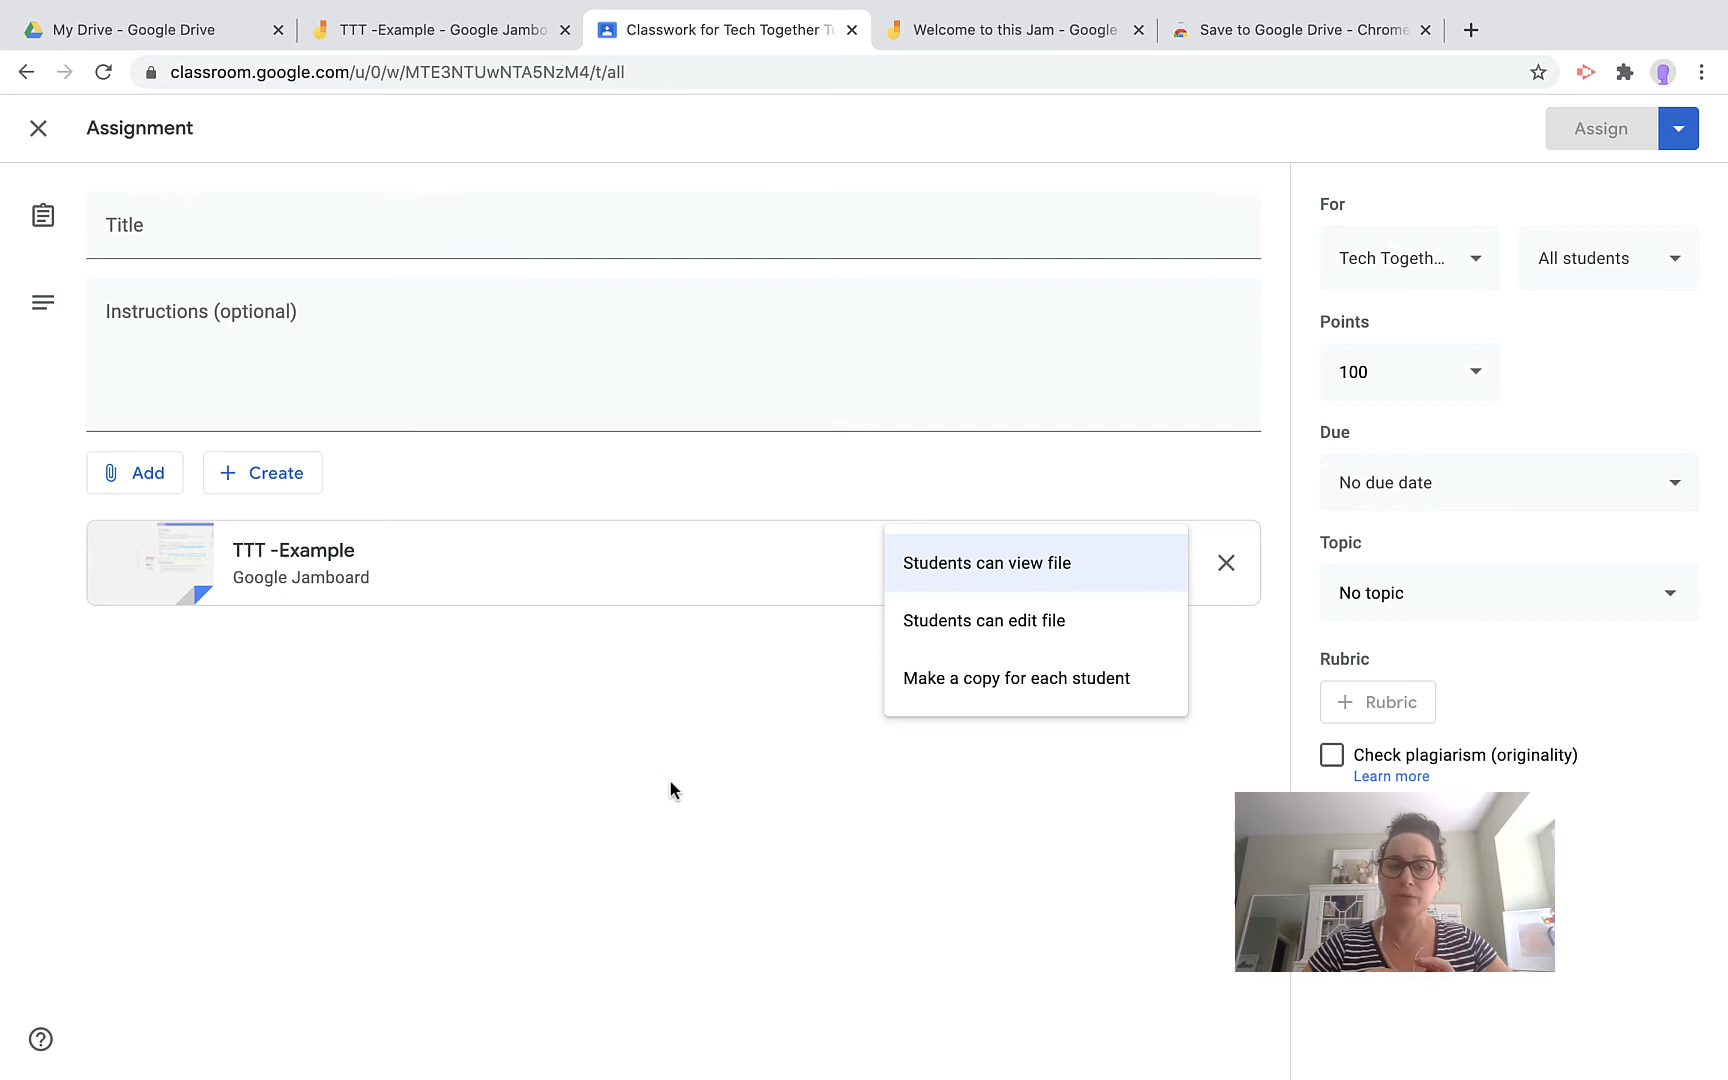 My Drive - Google Drive
TTT -Example - Google Jambo
Classwork for Tech Together Tu
Welcome to this Jam - Google
Save to Google Drive - Chrome
classroom.google.com/u/0/w/MTE3NTUwNTA5NzM4/t/all
Assignment
Assign
Title
Instructions (optional)
Add
Create
TTT -Example
Google Jamboard
Students can view file
Students can edit file
Make a copy for each student
For
Tech Togeth...
All students
Points
100
Due
No due date
Topic
No topic
Rubric
Rubric
Check plagiarism (originality)
Learn more